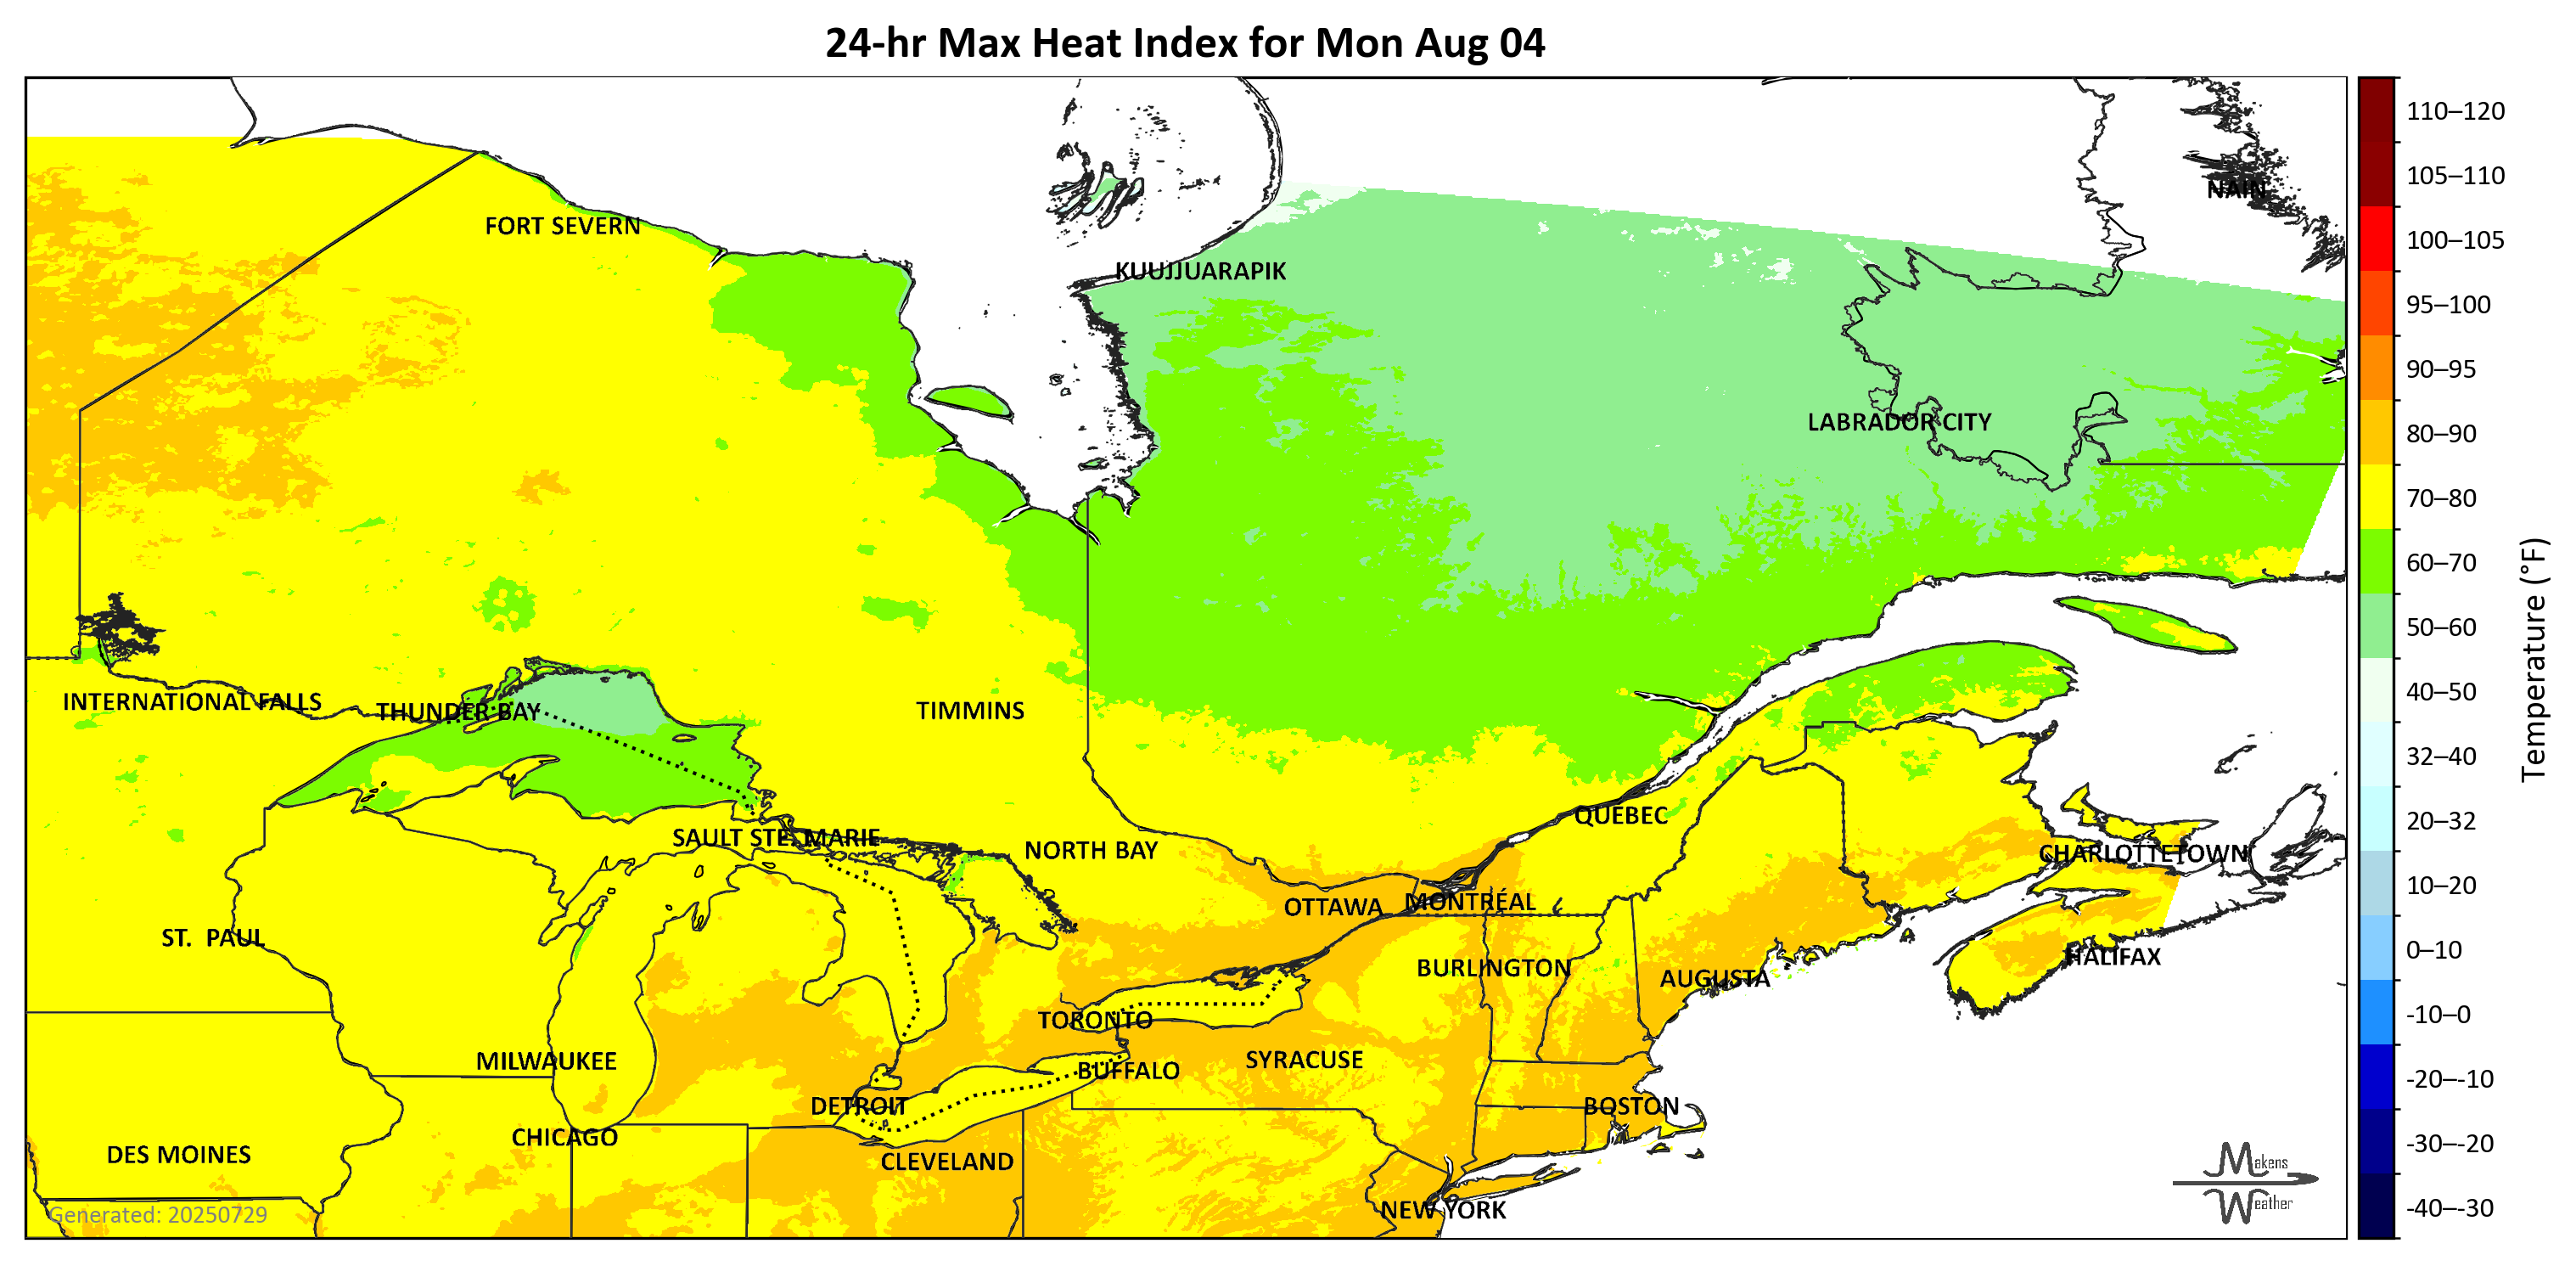 24-hr Max Heat Index for Mon Aug 04
110–120
105–110
100–105
95–100
90–95
80–90
70–80
60–70
50–60
40–50
32–40
20–32
10–20
0–10
-10–0
-20–-10
-30–-20
-40–-30
Temperature (°F)
NAIN
FORT SEVERN
KUUJJUARAPIK
LABRADOR CITY
INTERNATIONAL FALLS
THUNDER BAY
TIMMINS
SAULT STE. MARIE
NORTH BAY
QUEBEC
CHARLOTTETOWN
OTTAWA
MONTRÉAL
ST. PAUL
BURLINGTON
AUGUSTA
HALIFAX
TORONTO
MILWAUKEE
BUFFALO
SYRACUSE
DETROIT
BOSTON
CHICAGO
DES MOINES
CLEVELAND
NEW YORK
Generated: 20250729
Makens
Weather